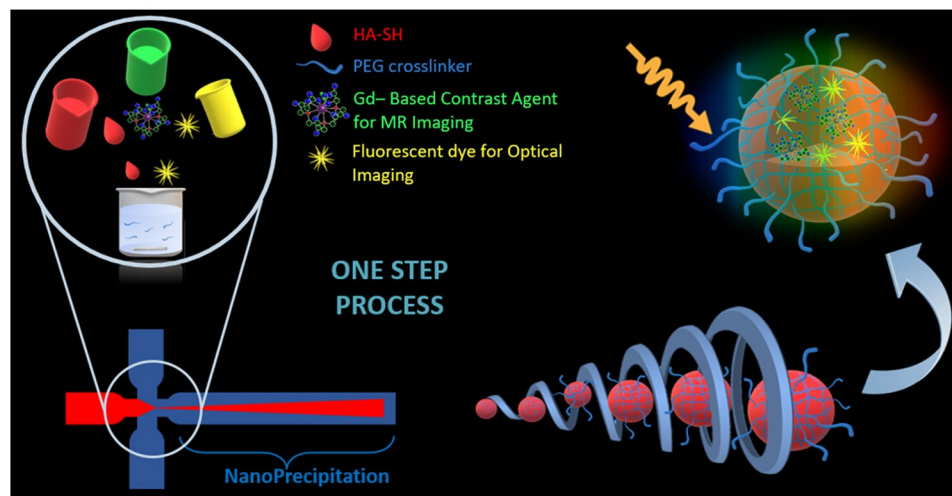 HA-SH
PEG crosslinker
Gd– Based Contrast Agent
for MR Imaging
Fluorescent dye for Optical
Imaging
ONE STEP
PROCESS
NanoPrecipitation